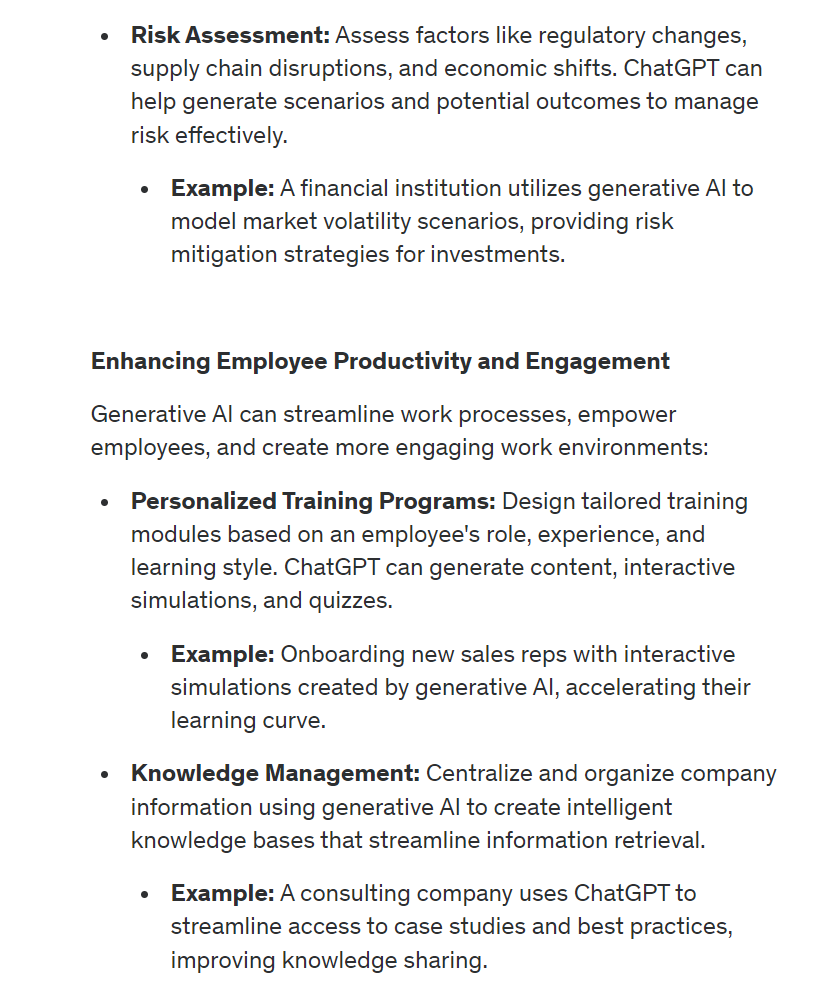 • Risk Assessment: Assess factors like regulatory changes,
supply chain disruptions, and economic shifts. ChatGPT can
help generate scenarios and potential outcomes to manage
risk effectively.
• Example: A financial institution utilizes generative AI to
model market volatility scenarios, providing risk
mitigation strategies for investments.
Enhancing Employee Productivity and Engagement
Generative AI can streamline work processes, empower
employees, and create more engaging work environments:
• Personalized Training Programs: Design tailored training
modules based on an employee's role, experience, and
learning style. ChatGPT can generate content, interactive
simulations, and quizzes.
• Example: Onboarding new sales reps with interactive
simulations created by generative AI, accelerating their
learning curve.
• Knowledge Management: Centralize and organize company
information using generative AI to create intelligent
knowledge bases that streamline information retrieval.
• Example: A consulting company uses ChatGPT to
streamline access to case studies and best practices,
improving knowledge sharing.